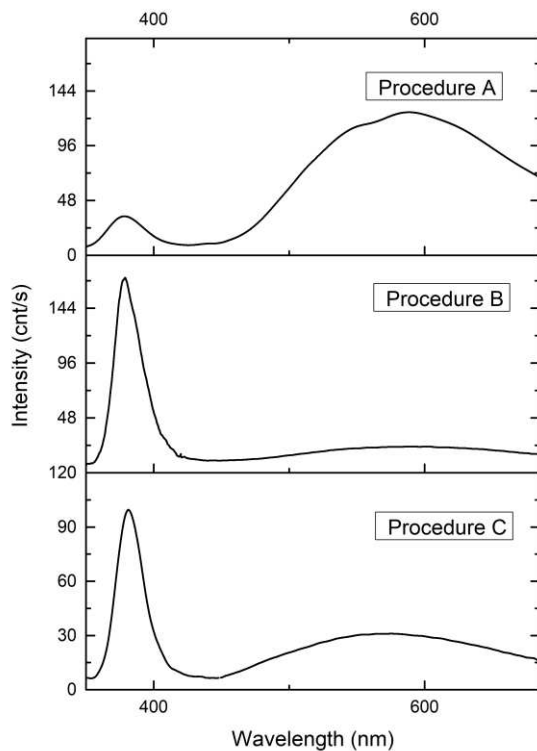 400 600
144
Procedure A
96
48
0
144
Procedure B
96
48
120
90
Procedure C
60
30
0
400 600
Intensity (cnt/s)
Wavelength (nm)